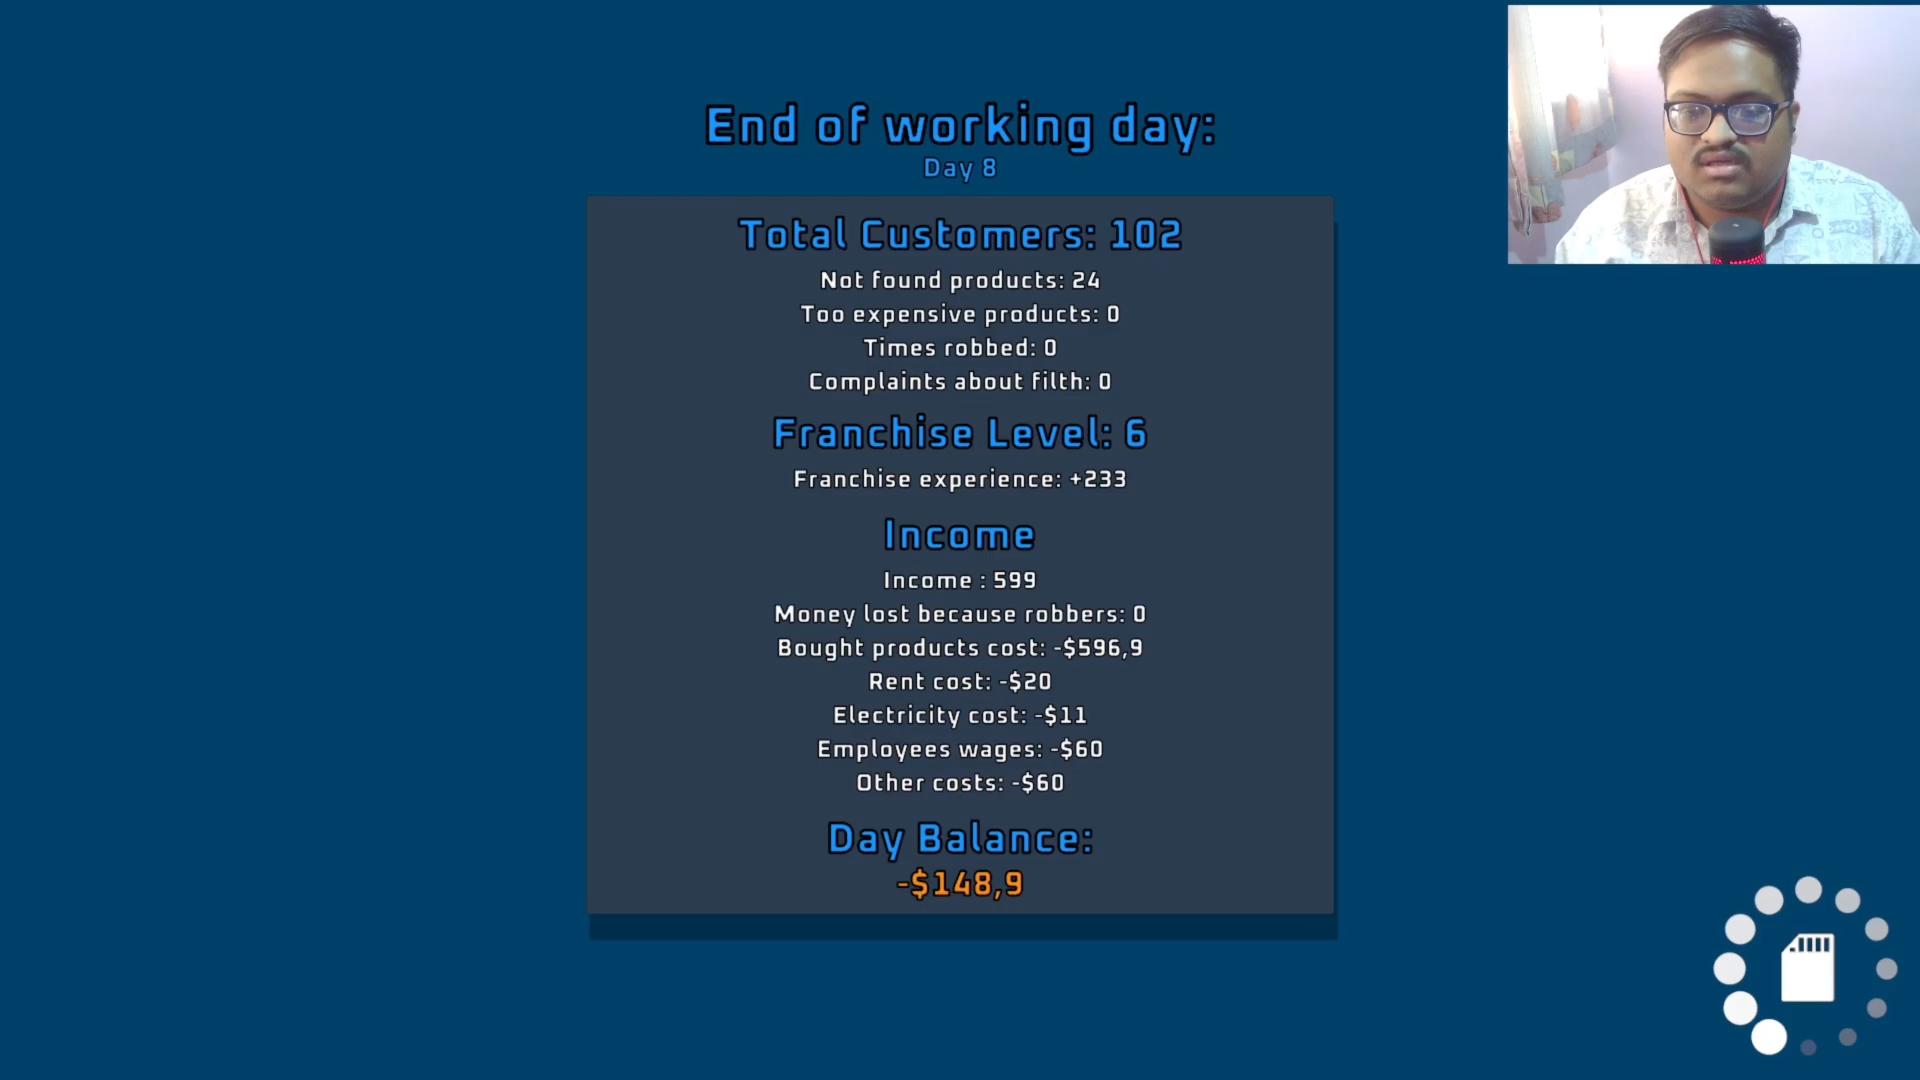 End of working day:
Day 8
Total Customers: 102
Not found products: 24
Too expensive products: 0
Times robbed: 0
Complaints about filth: 0
Franchise Level: 6
Franchise experience: +233
Income
Income : 599
Money lost because robbers: 0
Bought products cost: -$596,9
Rent cost: -$20
Electricity cost: -$11
Employees wages: -$60
Other costs: -$60
Day Balance:
-$148,9